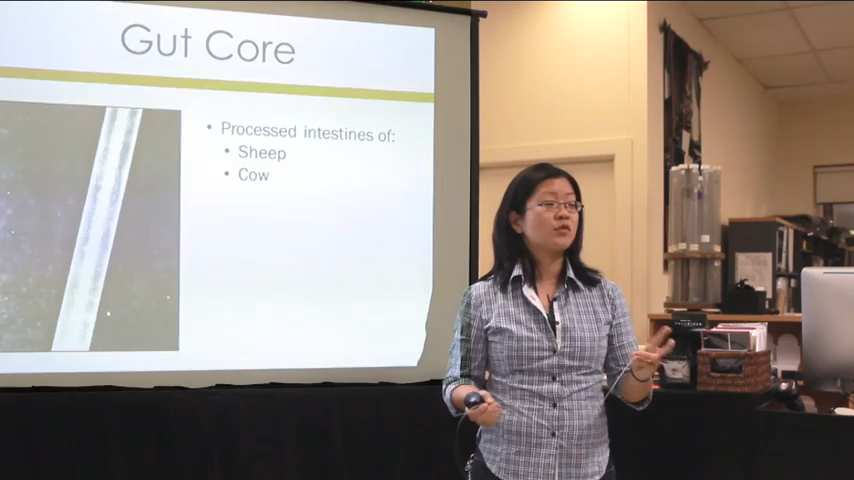 Gut Core
• Processed intestines of:
• Sheep
• Cow